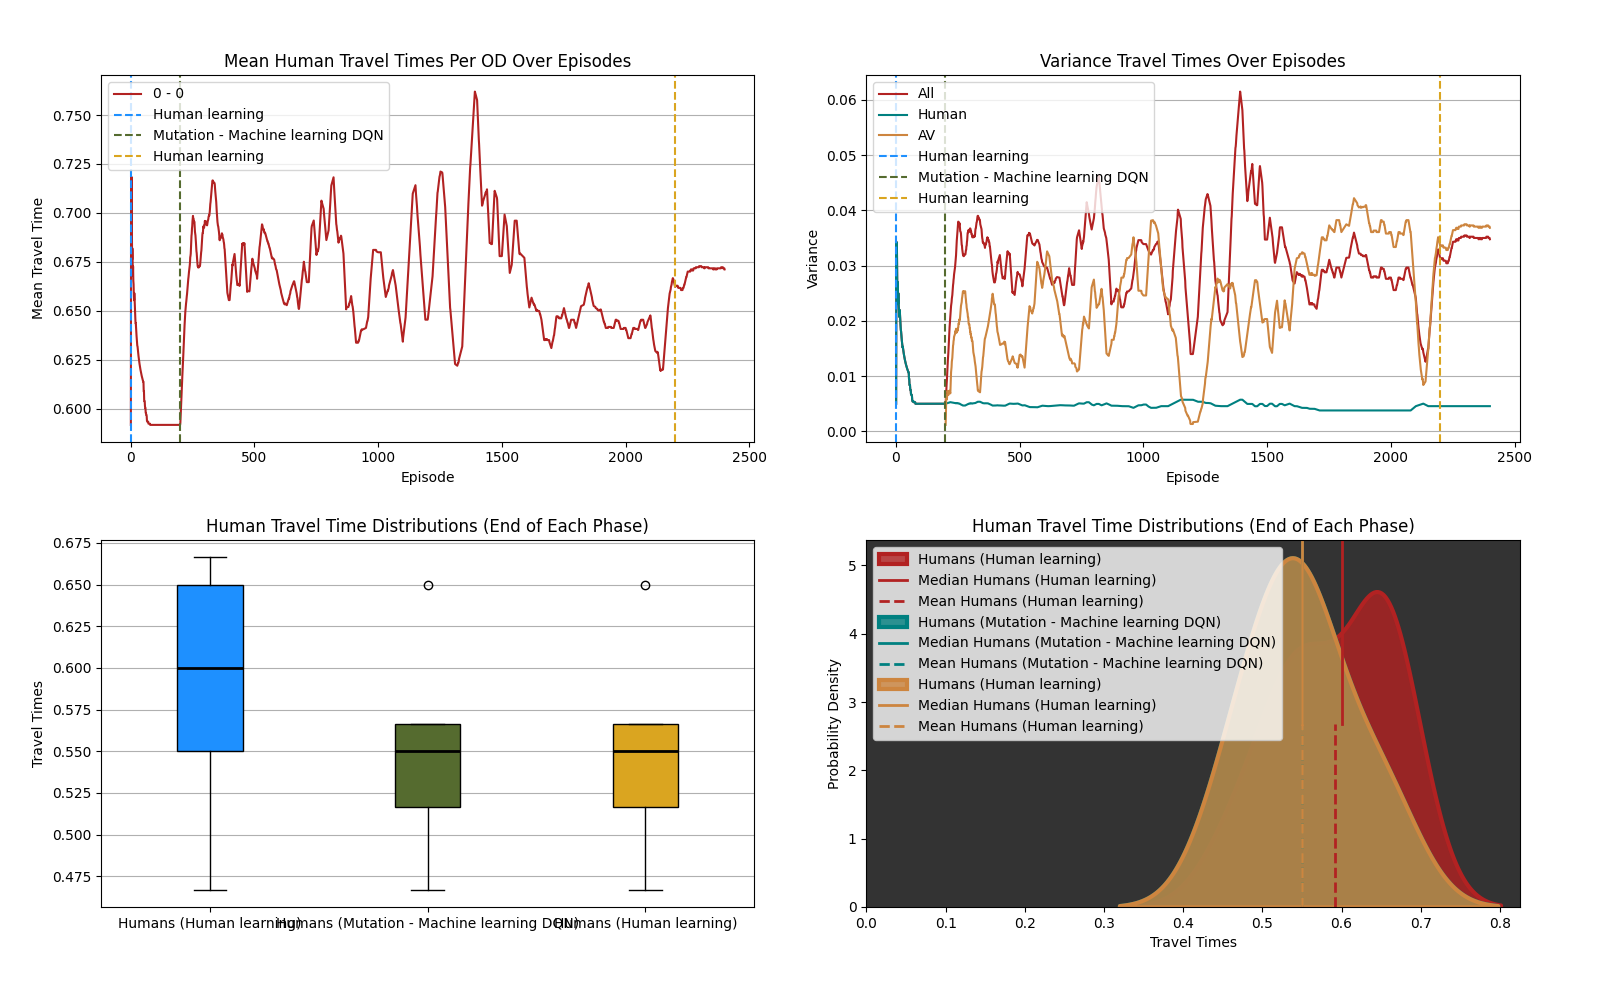 Mean Human Travel Times Per OD Over Episodes
Mean Travel Time
0.750
0.725
0.700
0.675
0.650
0.625
0.600
0 - 0
Human learning
Mutation - Machine learning DQN
Human learning
0
500
1000
1500
2000
2500
Episode
Variance Travel Times Over Episodes
Variance
0.06
0.05
0.04
0.03
0.02
0.01
0.00
All
Human
AV
Human learning
Mutation - Machine learning DQN
Human learning
0
500
1000
1500
2000
2500
Episode
Human Travel Time Distributions (End of Each Phase)
Travel Times
0.675
0.650
0.625
0.600
0.575
0.550
0.525
0.500
0.475
Humans (Human learning)
Humans (Mutation - Machine learning DQN)
Humans (Human learning)
Human Travel Time Distributions (End of Each Phase)
Probability Density
5
4
3
2
1
0
Humans (Human learning)
Median Humans (Human learning)
Mean Humans (Human learning)
Humans (Mutation - Machine learning DQN)
Median Humans (Mutation - Machine learning DQN)
Mean Humans (Mutation - Machine learning DQN)
Humans (Human learning)
Median Humans (Human learning)
Mean Humans (Human learning)
0.0
0.1
0.2
0.3
0.4
0.5
0.6
0.7
0.8
Travel Times